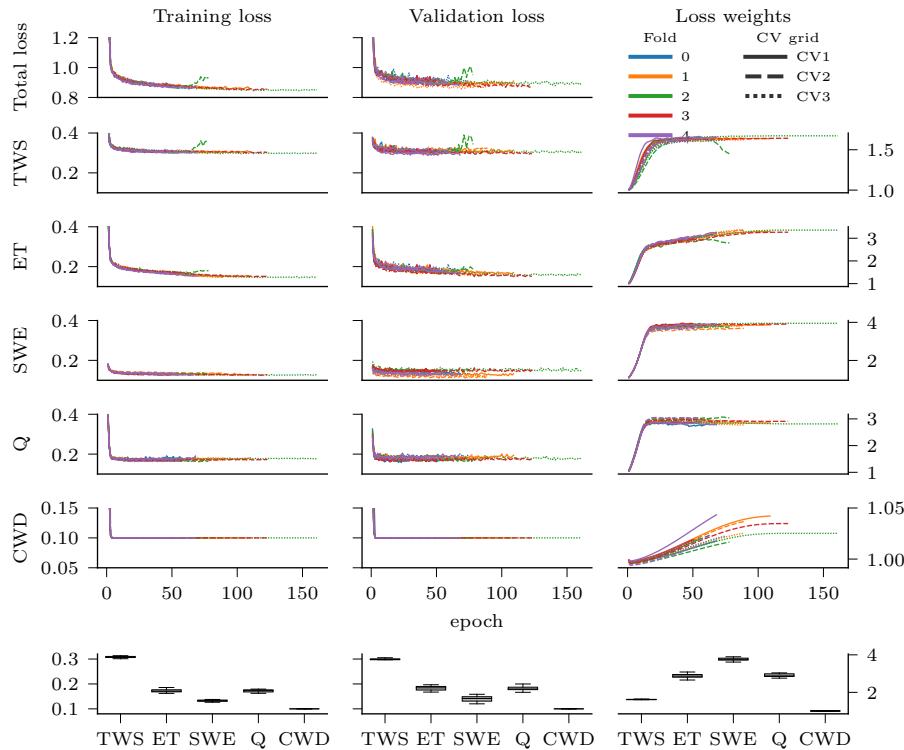 Training loss
Validation loss
Loss weights
Total loss
1.2
1.0
0.8
Fold
0
1
2
3
4
CV grid
CV1
CV2
CV3
TWS
0.4
0.2
1.5
1.0
ET
0.4
0.2
3
2
1
SWE
0.4
0.2
4
2
Q
0.4
0.2
3
2
1
CWD
0.15
0.10
0.05
1.05
1.00
0 50 100 150
0 50 100 150
0 50 100 150
epoch
0.3
0.2
0.1
4
2
TWS ET SWE Q CWD
TWS ET SWE Q CWD
TWS ET SWE Q CWD